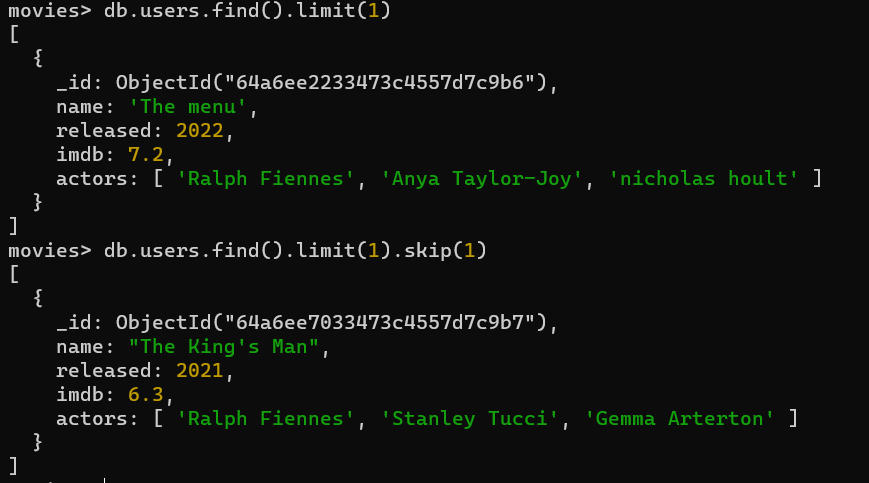 movies> db.users.find().limit(1)
[
  {
    _id: ObjectId("64a6ee2233473c4557d7c9b6"),
    name: 'The menu',
    released: 2022,
    imdb: 7.2,
    actors: [ 'Ralph Fiennes', 'Anya Taylor-Joy', 'nicholas hoult' ]
  }
]
movies> db.users.find().limit(1).skip(1)
[
  {
    _id: ObjectId("64a6ee7033473c4557d7c9b7"),
    name: "The King's Man",
    released: 2021,
    imdb: 6.3,
    actors: [ 'Ralph Fiennes', 'Stanley Tucci', 'Gemma Arterton' ]
  }
]